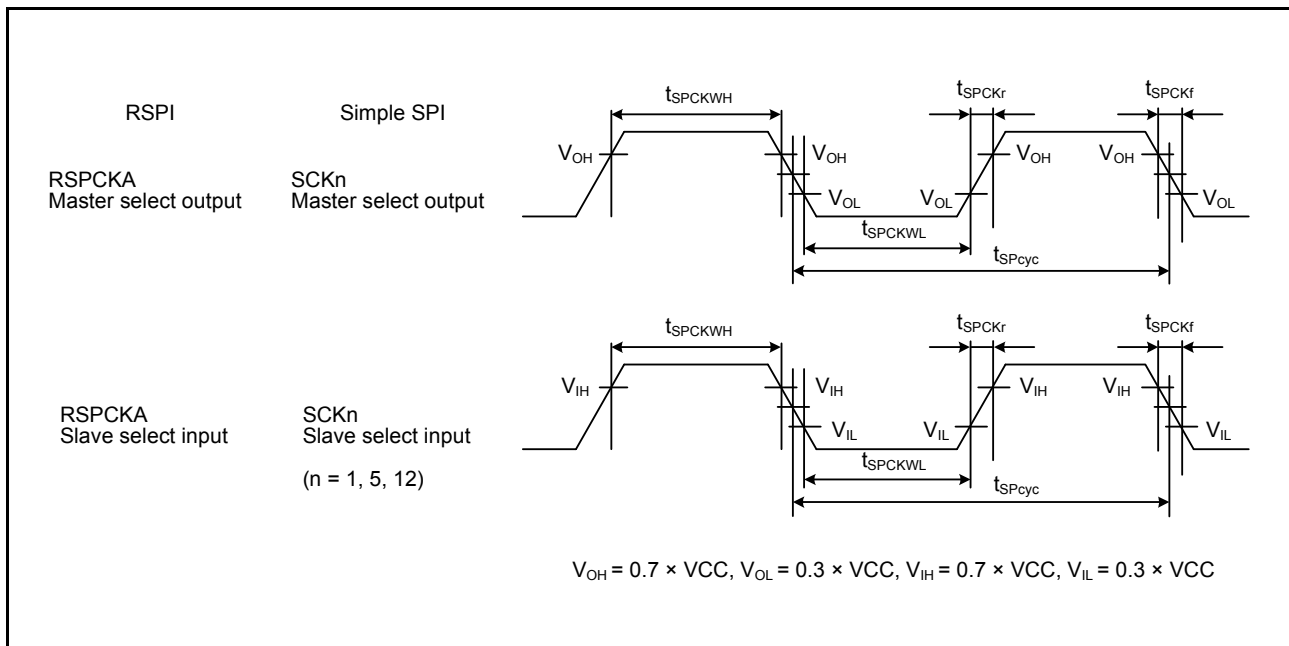 RSPI
Simple SPI
tSPCKWH
tSPCKr
tSPCKf
VOH
VOH
VOH
VOH
RSPCKA
Master select output
SCKn
Master select output
VOL
VOL
VOL
tSPCKWL
tSPcyc
tSPCKWH
tSPCKr
tSPCKf
VIH
VIH
VIH
VIH
RSPCKA
Slave select input
SCKn
Slave select input
VIL
VIL
VIL
tSPCKWL
(n = 1, 5, 12)
tSPcyc
VOH = 0.7 × VCC, VOL = 0.3 × VCC, VIH = 0.7 × VCC, VIL = 0.3 × VCC